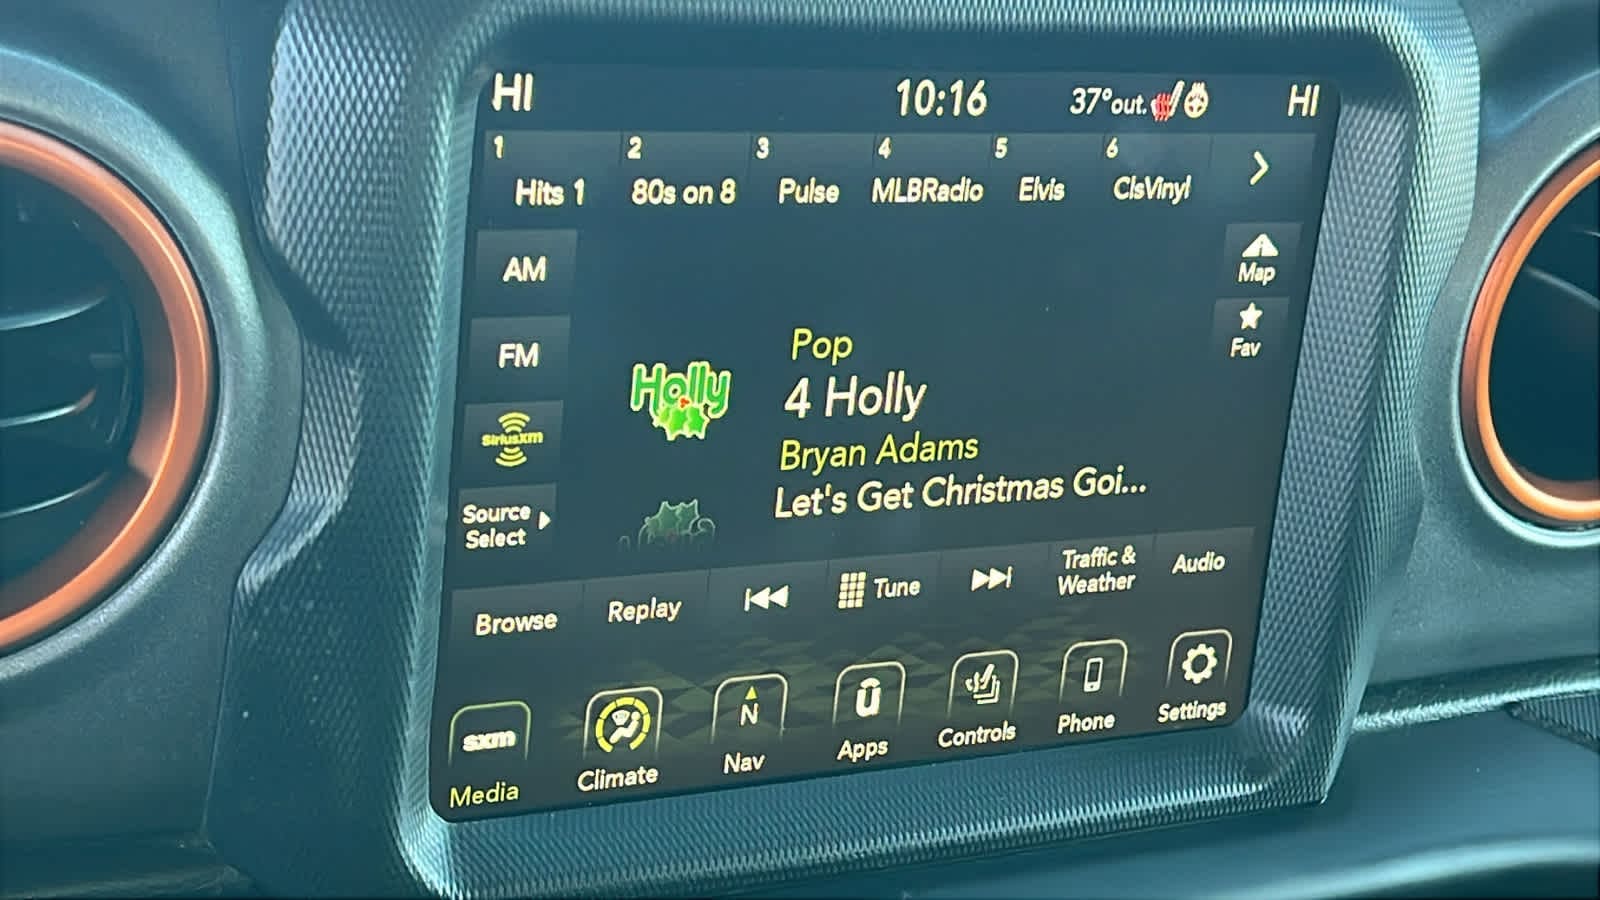 HI 10:16 37°out. HI
1 2 3 4 5 6
Hits 1 80s on 8 Pulse MLBRadio Elvis ClsVinyl
AM
Map
FM
Fav
Pop
Holly
4 Holly
SiriusXM
Bryan Adams
Let's Get Christmas Goi...
Source
Select
Browse Replay Tune Traffic &
Weather Audio
sxm
N
Media Climate Nav Apps Controls Phone Settings